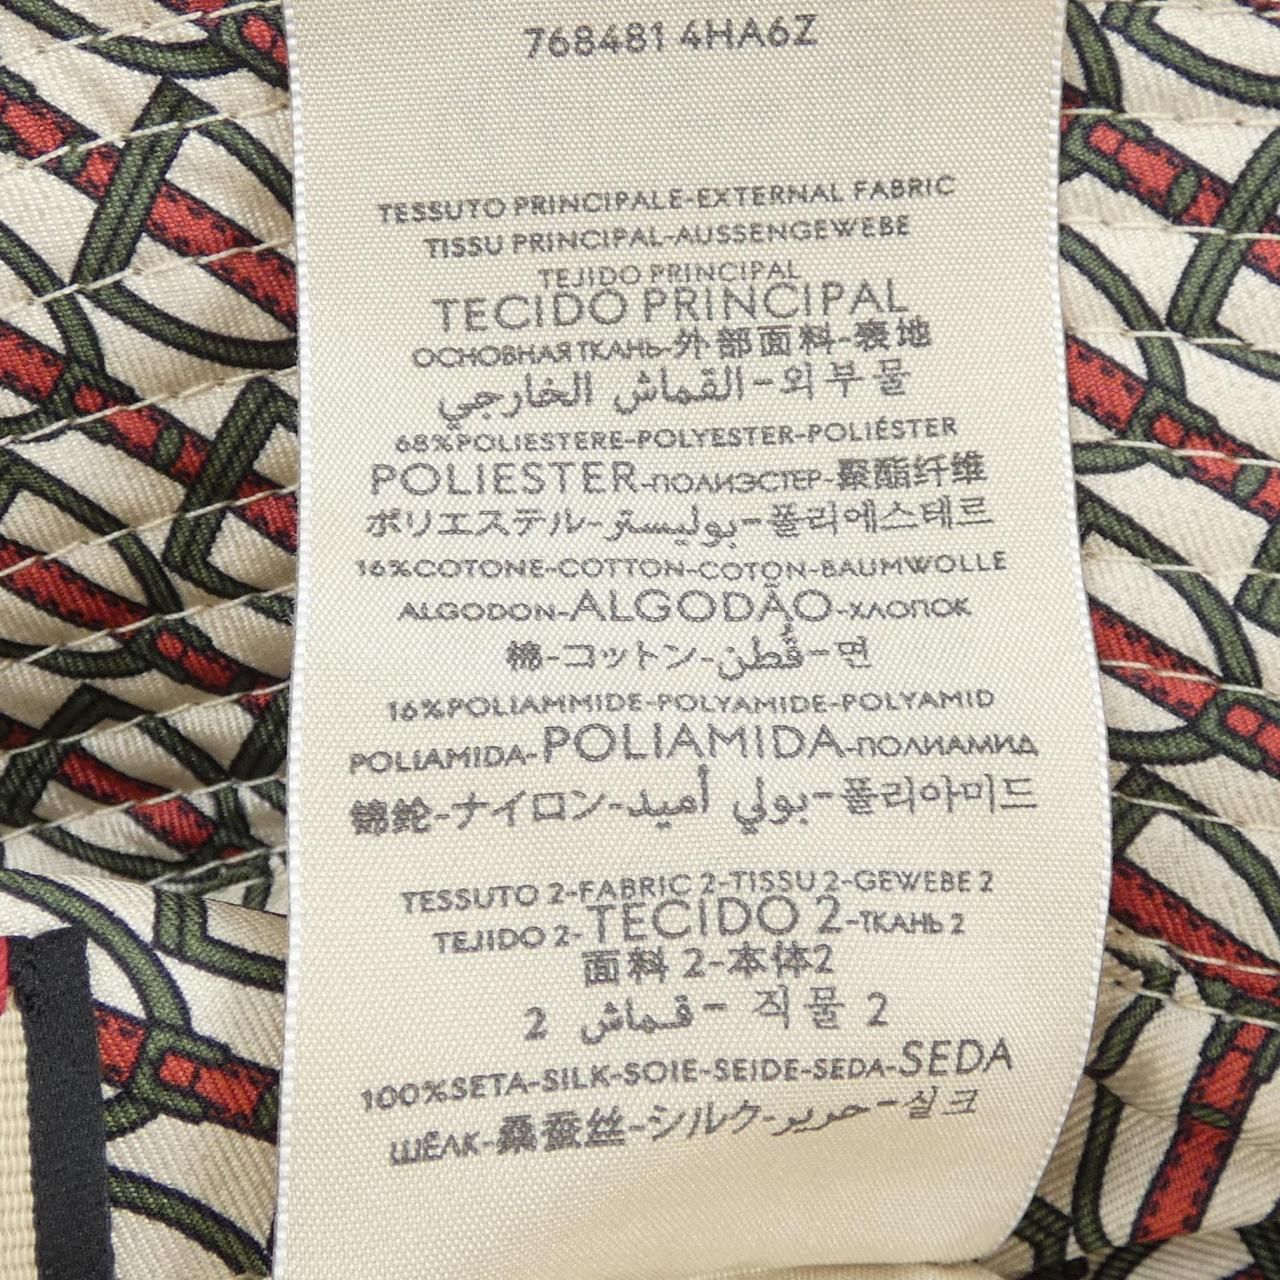 768481 4HA6Z
TESSUTO PRINCIPALE-EXTERNAL FABRIC
TISSU PRINCIPAL-AUSSENGEWEBE
TEJIDO PRINCIPAL
TECIDO PRINCIPAL
ОСНОВНАЯ ТКАНЬ-外部面料-表地
القماش الخارجي-외부물
68%POLIESTERE-POLYESTER-POLIÉSTER
POLIESTER-ПОЛИЭСТЕР-聚酯纤维
ポリエステル-بوليستر-폴리에스테르
16%COTONE-COTTON-COTON-BAUMWOLLE
ALGODON-ALGODÃO-ХЛОПОК
棉-コットン-قُطن-면
16%POLIAMMIDE-POLYAMIDE-POLYAMID
POLIAMIDA-POLIAMIDA-ПОЛИАМИД
锦纶-ナイロン-بولي أميد-폴리아미드
TESSUTO 2-FABRIC 2-TISSU 2-GEWEBE 2
TEJIDO 2-TECIDO 2-ТКАНЬ 2
面料 2-本体2
قماش 2 - 직물 2
100%SETA-SILK-SOIE-SEIDE-SEDA-SEDA
ШЁЛК-桑蚕丝-シルク-حرير-실크